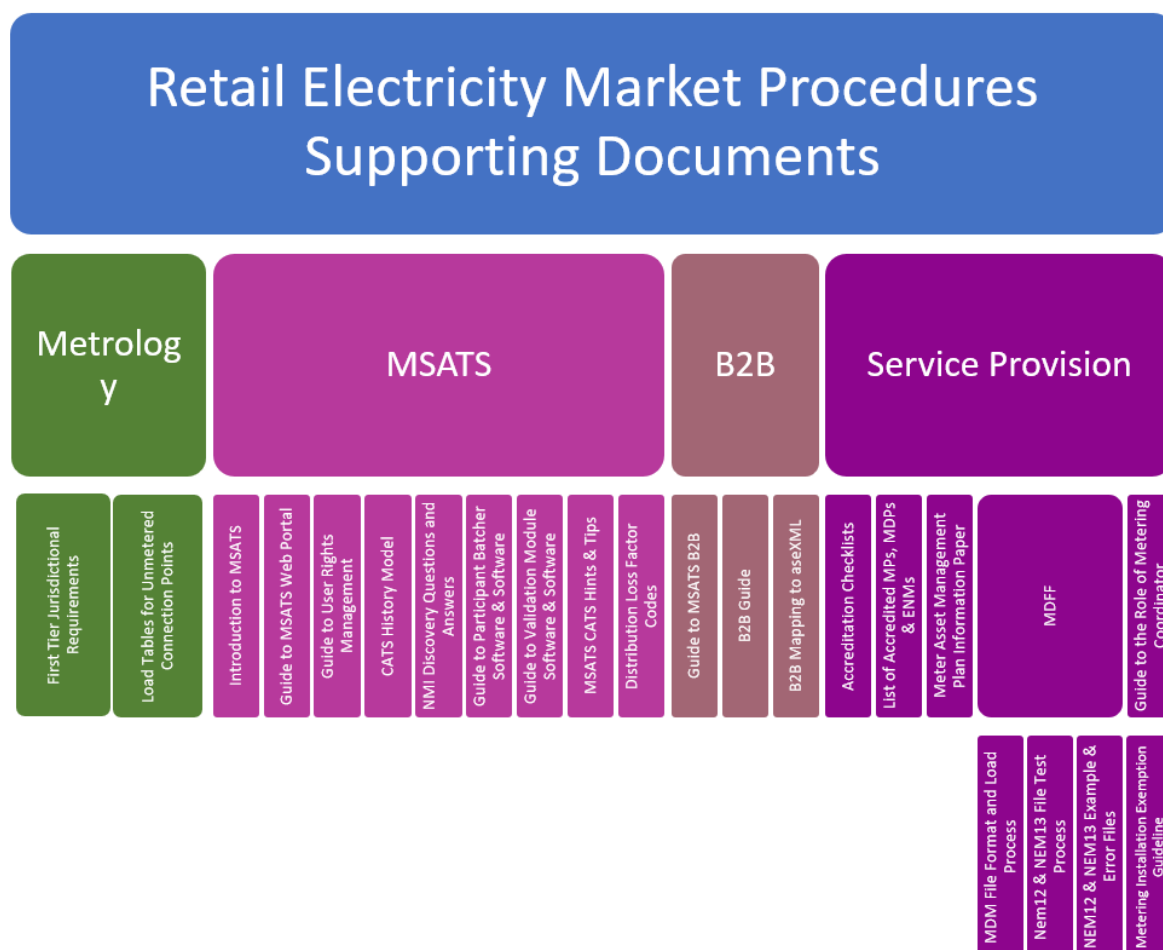 Retail Electricity Market Procedures
Supporting Documents
Metrolog
y
MSATS
B2B
Service Provision
First Tier Jurisdictional
Requirements
Load Tables for Unmetered
Connection Points
Introduction to MSATS
Guide to MSATS Web Portal
Guide to User Rights
Management
CATS History Model
NMI Discovery Questions and
Answers
Guide to Participant Batcher
Software & Software
Guide to Validation Module
Software & Software
MSATS CATS Hints & Tips
Distribution Loss Factor
Codes
Guide to MSATS B2B
B2B Guide
B2B Mapping to aseXML
Accreditation Checklists
List of Accredited MPs, MDPs
& ENMs
Meter Asset Management
Plan Information Paper
MDFF
Guide to the Role of Metering
Coordinator
MDM File Format and Load
Process
Nem12 & NEM13 File Test
Process
NEM12 & NEM13 Example &
Error Files
Metering Installation Exemption
Guideline